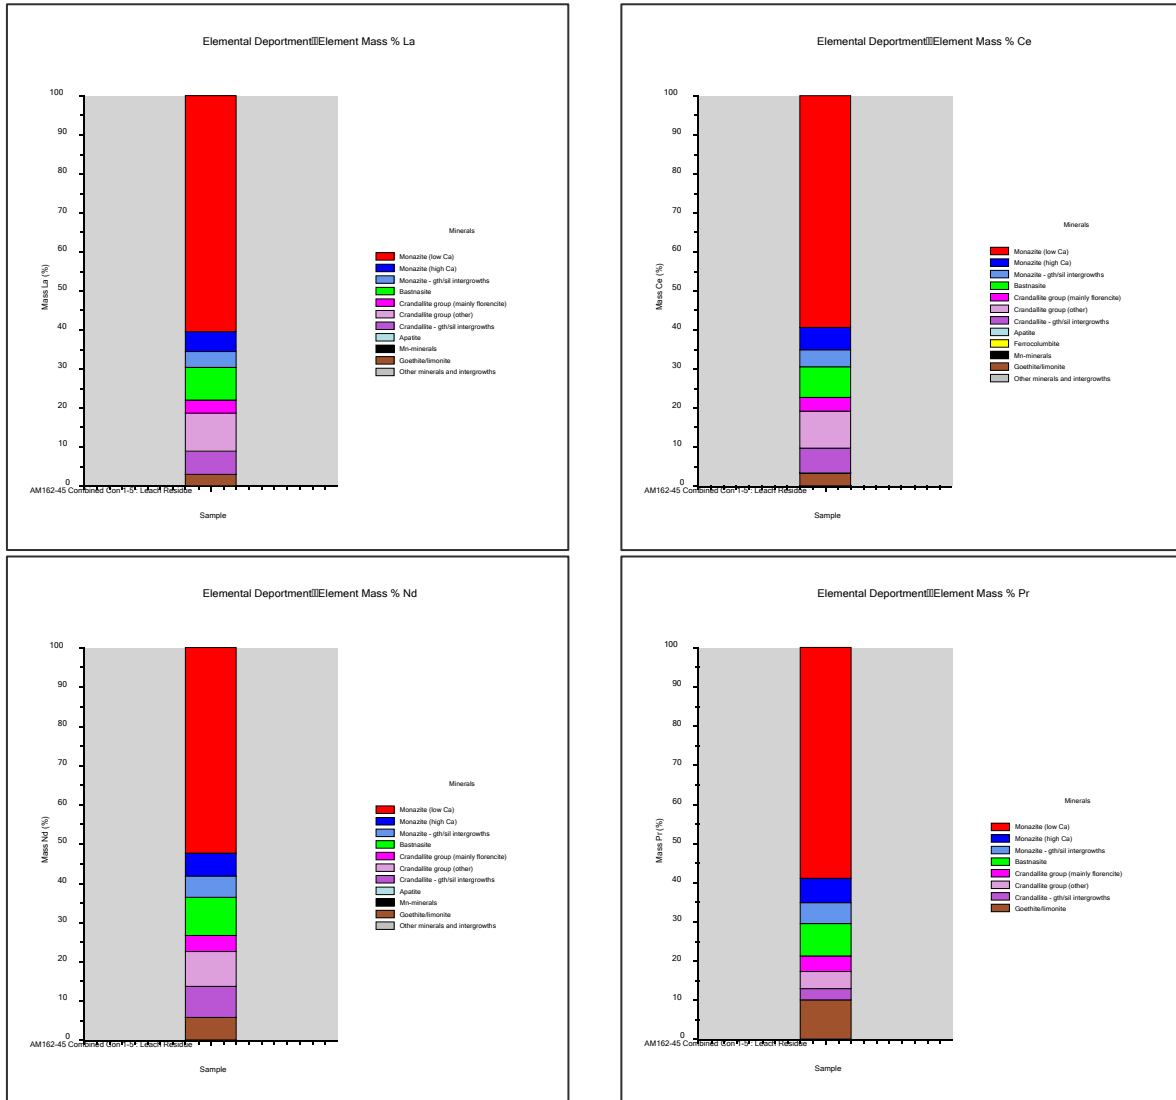 Elemental Department▯▯Element Mass % La
100
90
80
70
60
50
40
30
20
10
0
Mass La (%)
AM162-45 Combined Con 1-5 : Leach Residue
Sample
Minerals
Monazite (low Ca)
Monazite (high Ca)
Monazite - gth/sil intergrowths
Bastnasite
Crandallite group (mainly florencite)
Crandallite group (other)
Crandallite - gth/sil intergrowths
Apatite
Mn-minerals
Goethite/limonite
Other minerals and intergrowths
Elemental Department▯▯Element Mass % Ce
100
90
80
70
60
50
40
30
20
10
0
Mass Ce (%)
AM162-45 Combined Con 1-5 : Leach Residue
Sample
Minerals
Monazite (low Ca)
Monazite (high Ca)
Monazite - gth/sil intergrowths
Bastnasite
Crandallite group (mainly florencite)
Crandallite group (other)
Crandallite - gth/sil intergrowths
Apatite
Ferrocolumbite
Mn-minerals
Goethite/limonite
Other minerals and intergrowths
Elemental Department▯▯Element Mass % Nd
100
90
80
70
60
50
40
30
20
10
0
Mass Nd (%)
AM162-45 Combined Con 1-5 : Leach Residue
Sample
Minerals
Monazite (low Ca)
Monazite (high Ca)
Monazite - gth/sil intergrowths
Bastnasite
Crandallite group (mainly florencite)
Crandallite group (other)
Crandallite - gth/sil intergrowths
Apatite
Mn-minerals
Goethite/limonite
Other minerals and intergrowths
Elemental Department▯▯Element Mass % Pr
100
90
80
70
60
50
40
30
20
10
0
Mass Pr (%)
AM162-45 Combined Con 1-5 : Leach Residue
Sample
Minerals
Monazite (low Ca)
Monazite (high Ca)
Monazite - gth/sil intergrowths
Bastnasite
Crandallite group (mainly florencite)
Crandallite group (other)
Crandallite - gth/sil intergrowths
Goethite/limonite